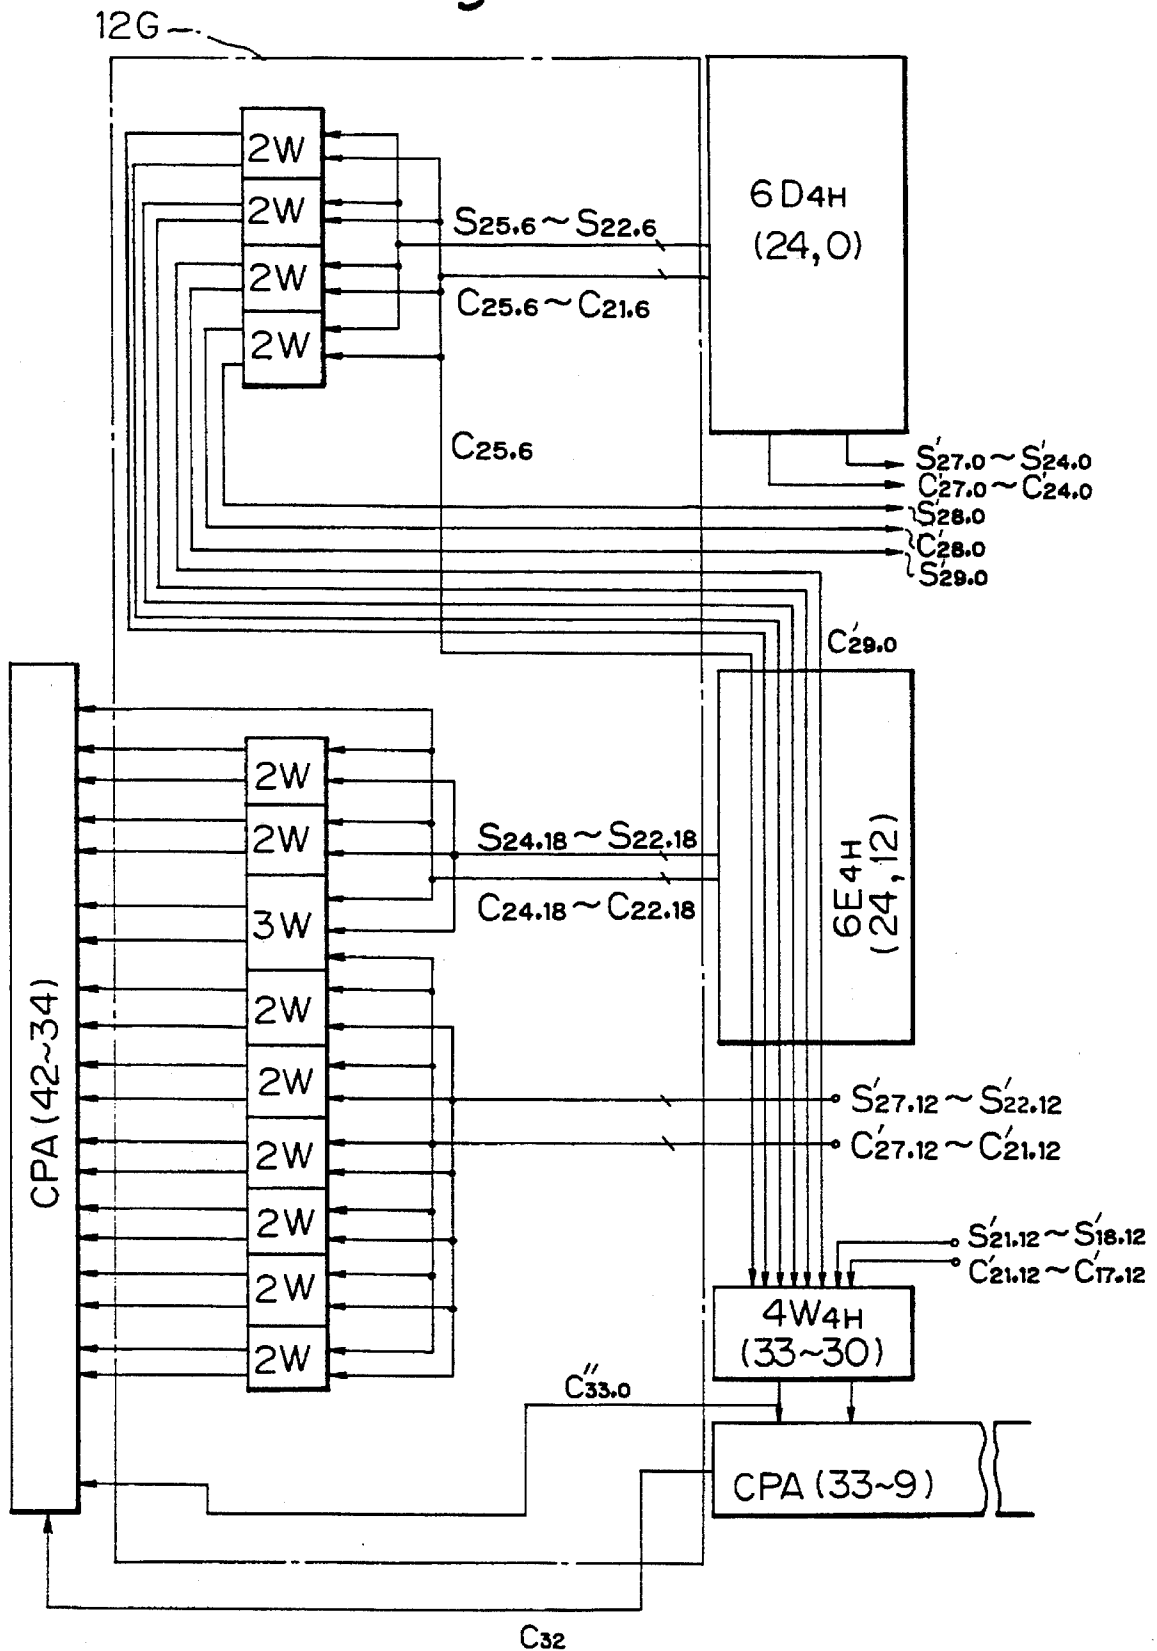 g
12G
2W
2W
2W
2W
S25.6~S22.6
C25.6~C21.6
6D4H
(24,0)
C25.6
S'27.0~S'24.0
C'27.0~C'24.0
S'28.0
C'28.0
S'29.0
C'29.0
2W
2W
3W
2W
2W
2W
2W
2W
2W
S24.18~S22.18
C24.18~C22.18
6E4H
(24,12)
CPA(42~34)
S'27.12~S'22.12
C'27.12~C'21.12
S'21.12~S'18.12
C'21.12~C'17.12
4W4H
(33~30)
C''33.0
CPA(33~9)
C32